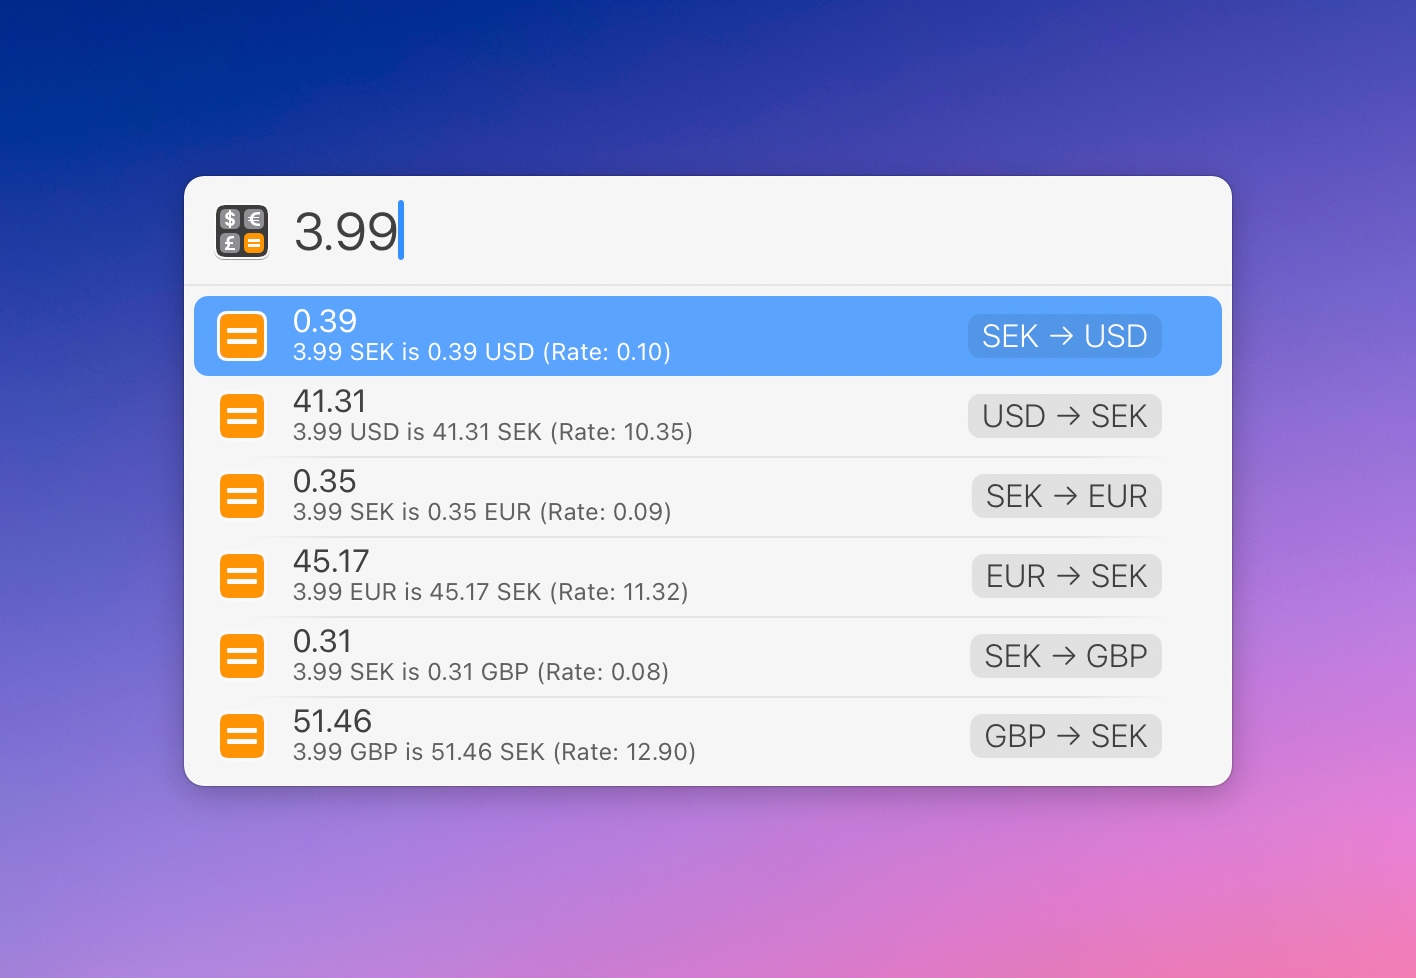 $ €
£ =
3.99
0.39
3.99 SEK is 0.39 USD (Rate: 0.10)
SEK → USD
41.31
3.99 USD is 41.31 SEK (Rate: 10.35)
USD → SEK
0.35
3.99 SEK is 0.35 EUR (Rate: 0.09)
SEK → EUR
45.17
3.99 EUR is 45.17 SEK (Rate: 11.32)
EUR → SEK
0.31
3.99 SEK is 0.31 GBP (Rate: 0.08)
SEK → GBP
51.46
3.99 GBP is 51.46 SEK (Rate: 12.90)
GBP → SEK